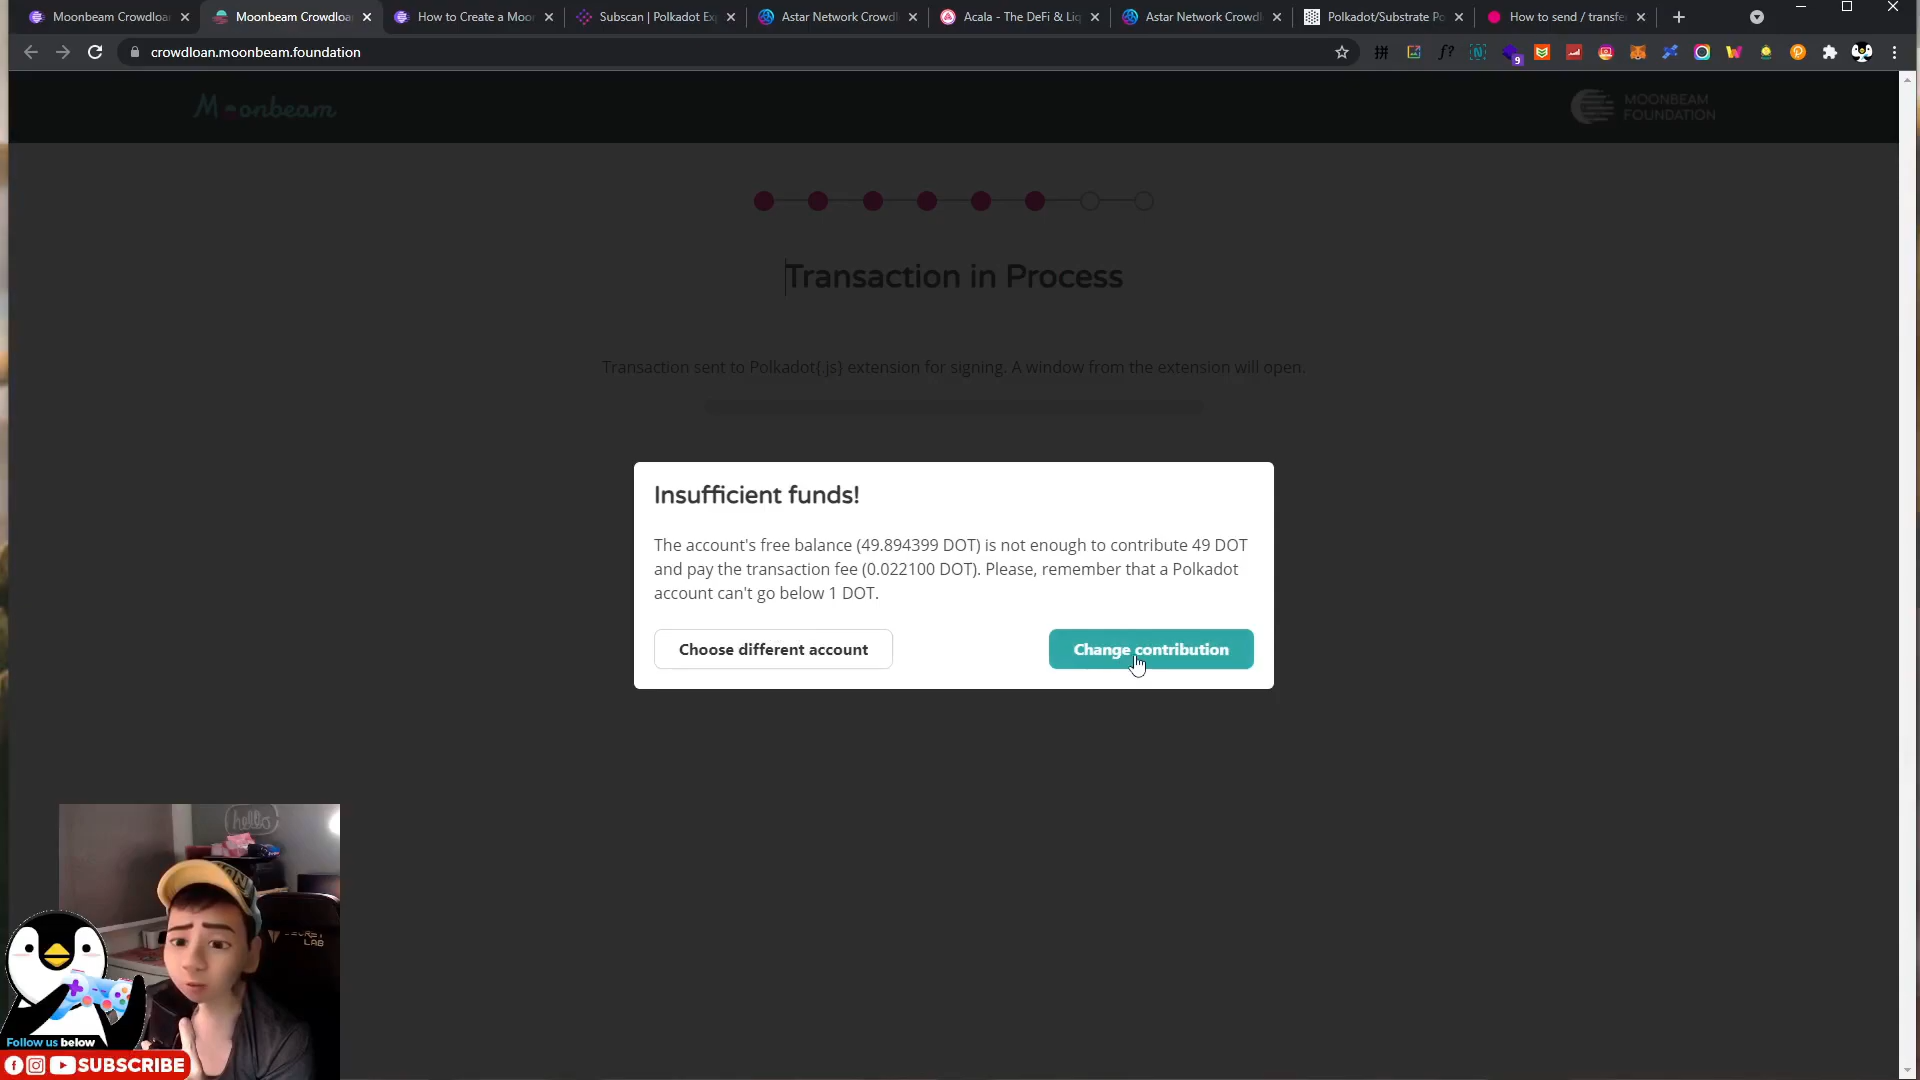 Moonbeam Crowdloa
Moonbeam Crowdloa
How to Create a Moo
Subscan | Polkadot Ex
Astar Network Crowdl
Acala - The DeFi & Liq
Astar Network Crowdl
Polkadot/Substrate Po
How to send / transfe
crowdloan.moonbeam.foundation
f?
N
9
Moonbeam
MOONBEAM
FOUNDATION
Transaction in Process
Transaction sent to Polkadot{.js} extension for signing. A window from the extension will open.
Insufficient funds!
The account's free balance (49.894399 DOT) is not enough to contribute 49 DOT
and pay the transaction fee (0.022100 DOT). Please, remember that a Polkadot
account can't go below 1 DOT.
Choose different account
Change contribution
hello
SECRET
LAB
Follow us below
SUBSCRIBE